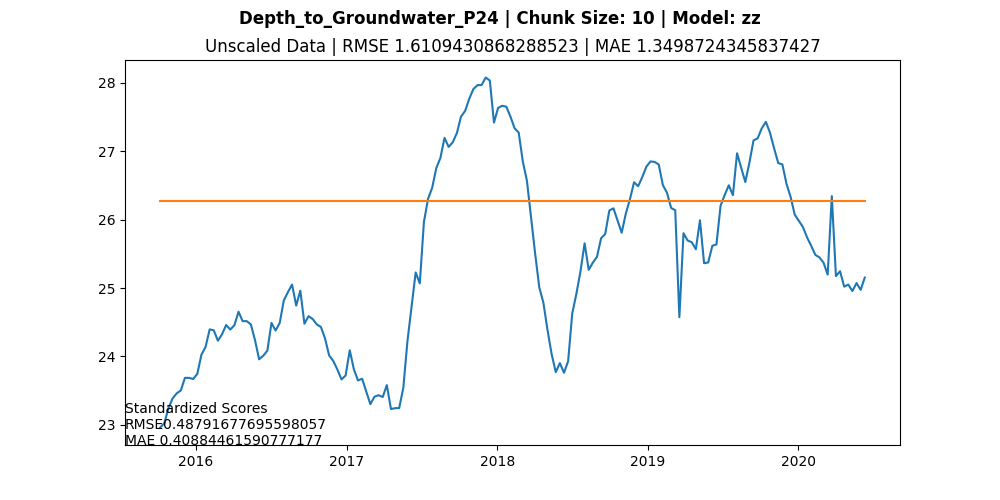 Depth_to_Groundwater_P24 | Chunk Size: 10 | Model: zz
Unscaled Data | RMSE 1.6109430868288523 | MAE 1.3498724345837427
28
27
26
25
24
23
Standardized Scores
RMSE0.48791677695598057
MAE 0.40884461590777177
2016 2017 2018 2019 2020